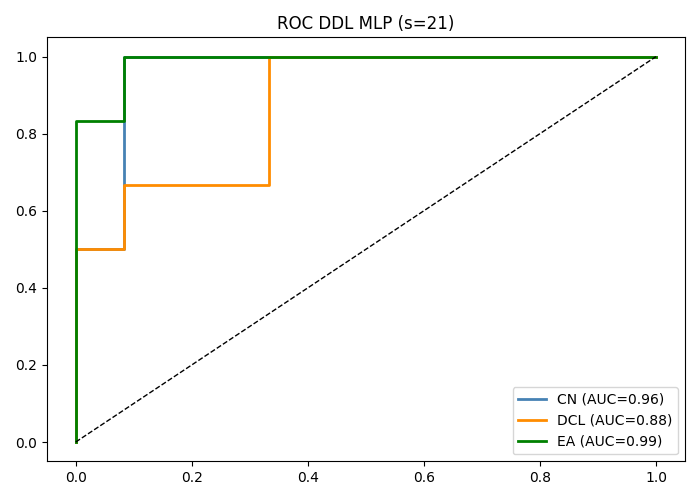 ROC DDL MLP (s=21)
1.0
0.8
0.6
0.4
0.2
0.0
CN (AUC=0.96)
DCL (AUC=0.88)
EA (AUC=0.99)
0.0 0.2 0.4 0.6 0.8 1.0